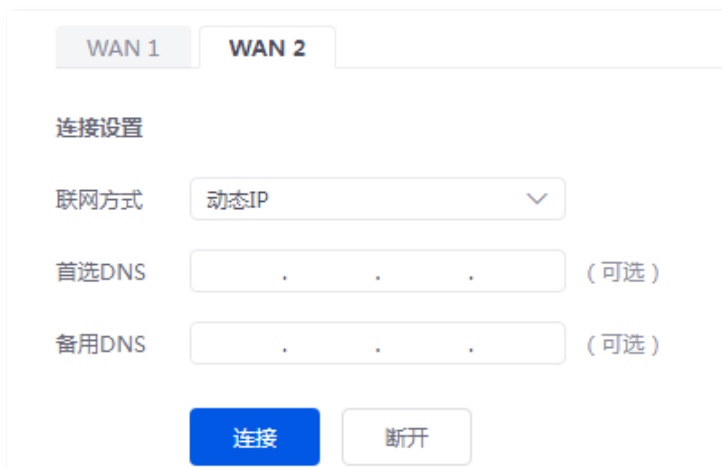 WAN 1 WAN 2
连接设置
联网方式 动态IP
首选DNS . . . （可选）
备用DNS . . . （可选）
连接 断开